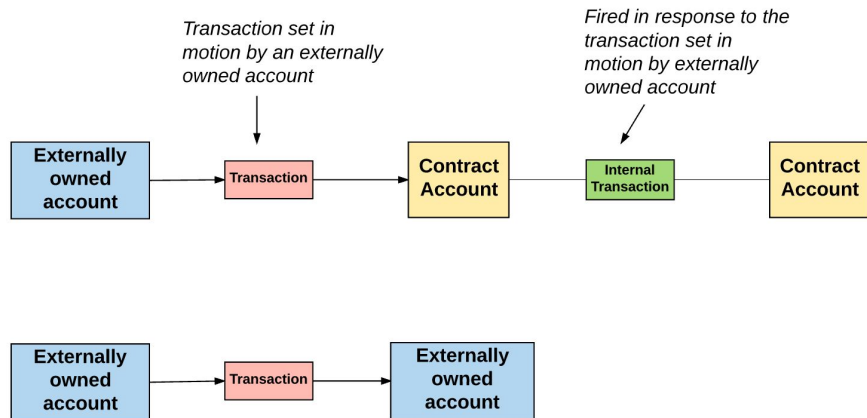 Transaction set in
motion by an externally
owned account
Fired in response to the
transaction set in
motion by externally
owned account
Externally
owned
account
Transaction
Contract
Account
Internal
Transaction
Contract
Account
Externally
owned
account
Transaction
Externally
owned
account